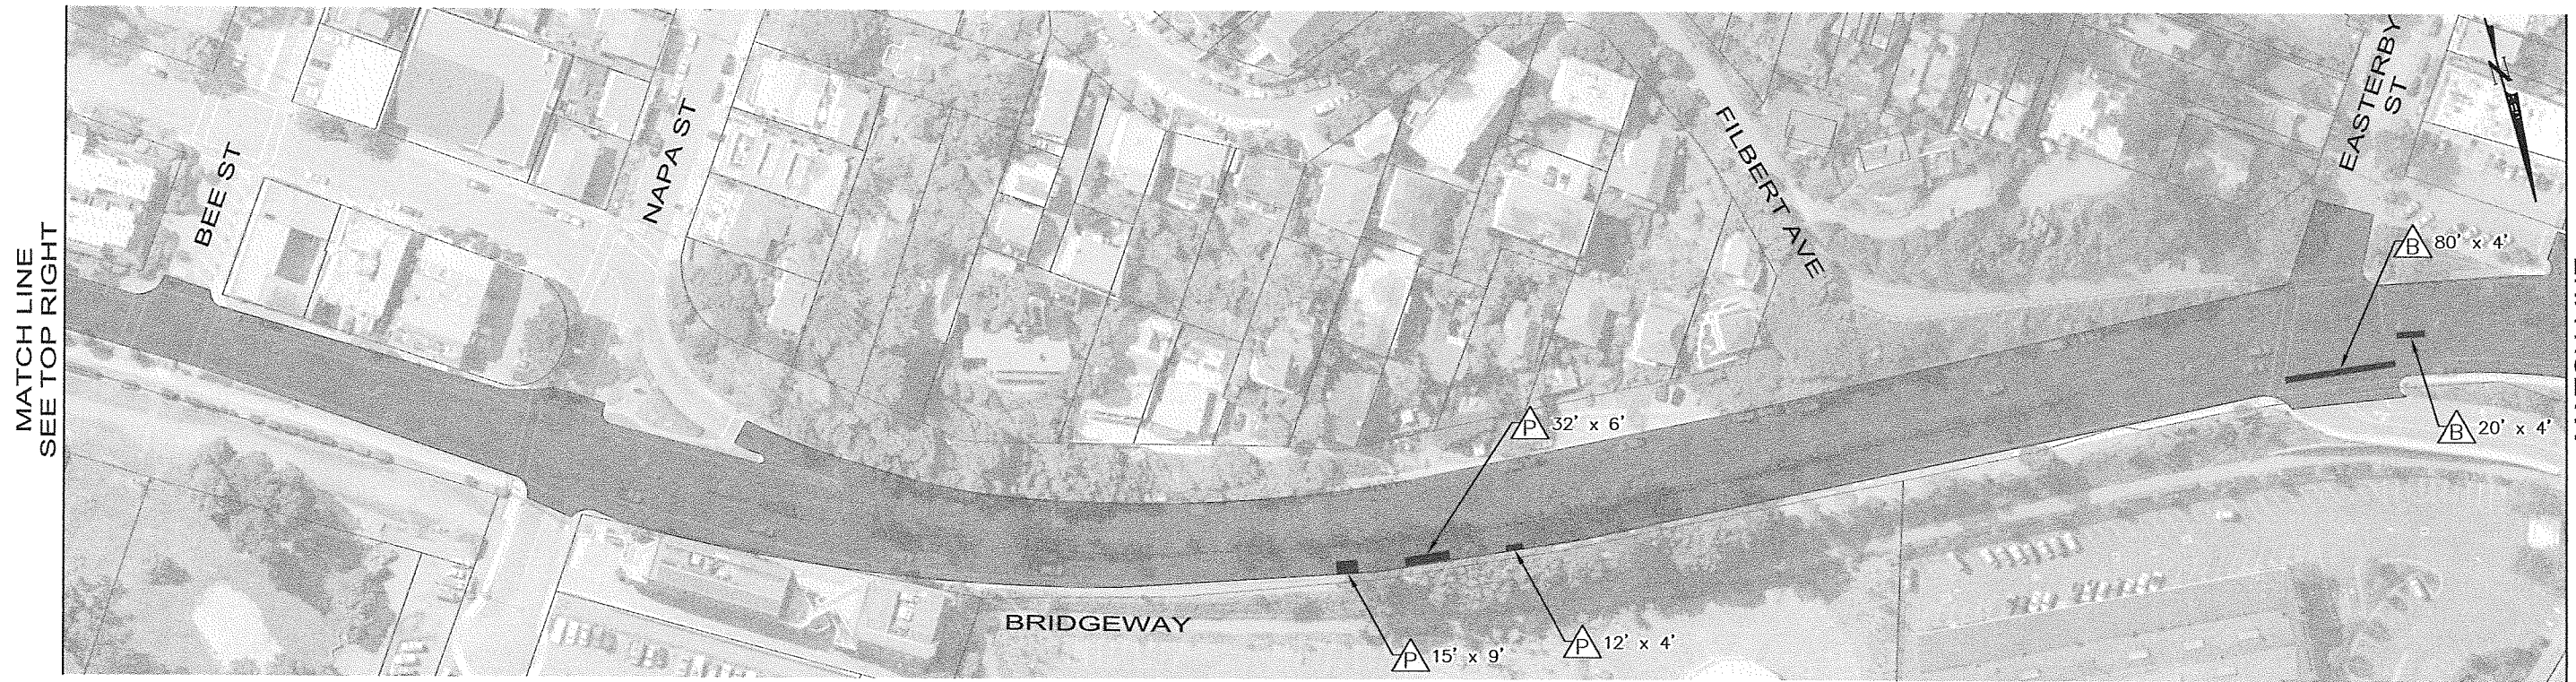 MATCH LINE
SEE TOP RIGHT
BEE ST
NAPA ST
FILBERT AVE
EASTERBY
ST
N
B 80' x 4'
B 20' x 4'
P 32' x 6'
P 15' x 9'
P 12' x 4'
BRIDGEWAY